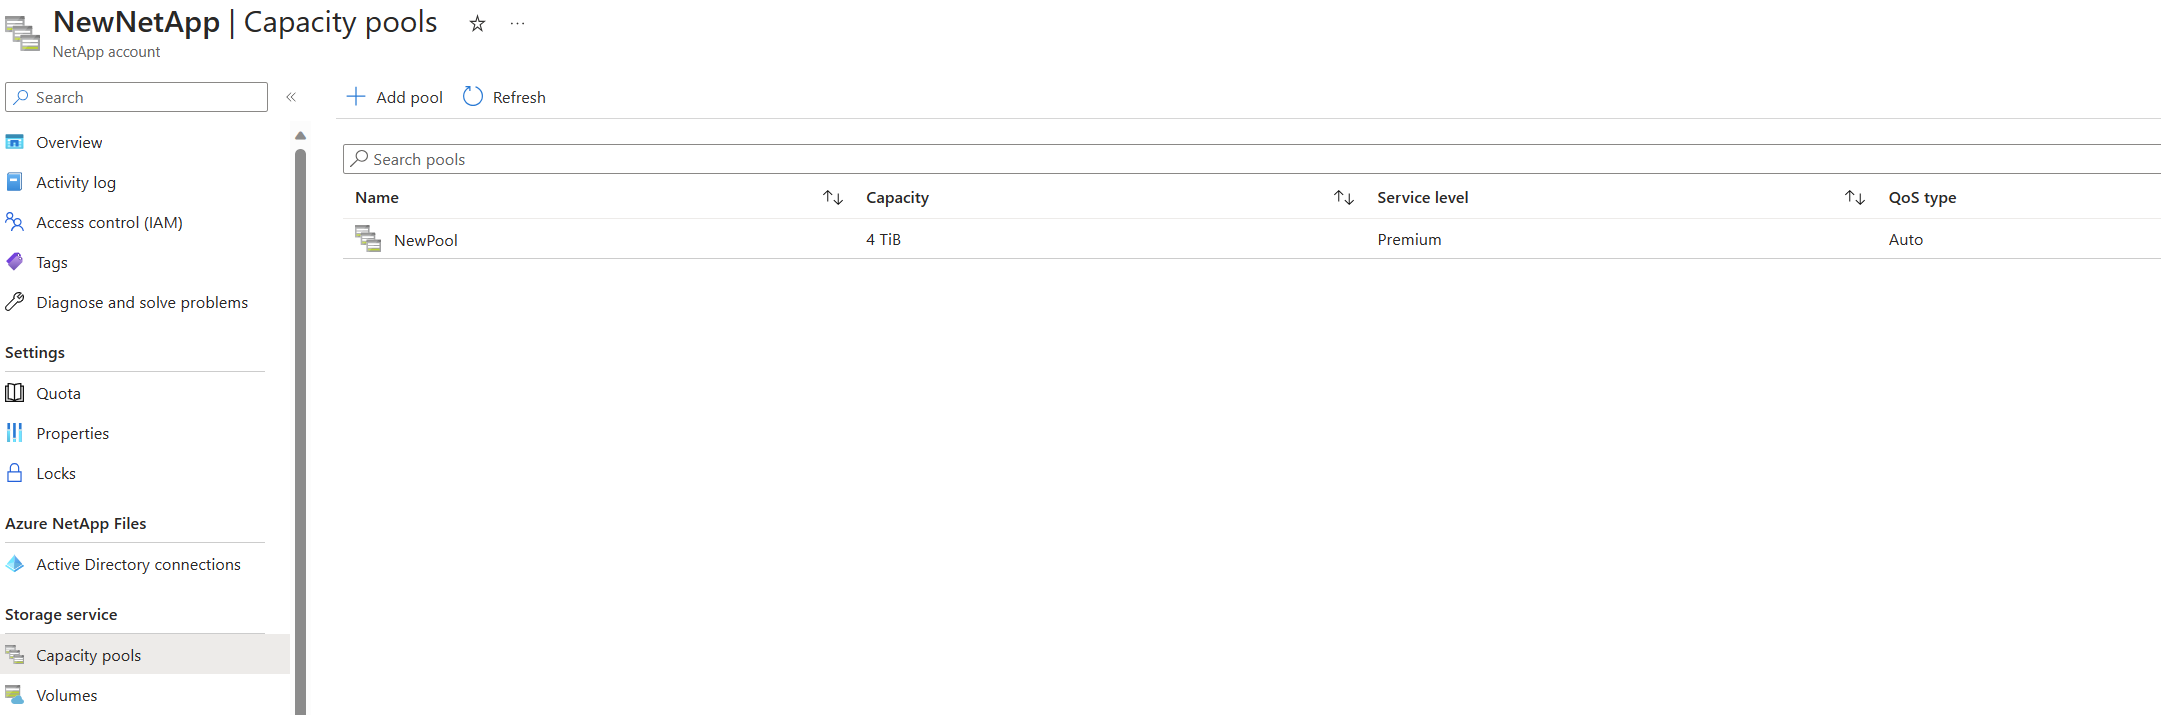 NewNetApp | Capacity pools
NetApp account
Search
Add pool Refresh
Overview
Activity log
Access control (IAM)
Tags
Diagnose and solve problems
Settings
Quota
Properties
Locks
Azure NetApp Files
Active Directory connections
Storage service
Capacity pools
Volumes
Search pools
Name Capacity Service level QoS type
NewPool 4 TiB Premium Auto